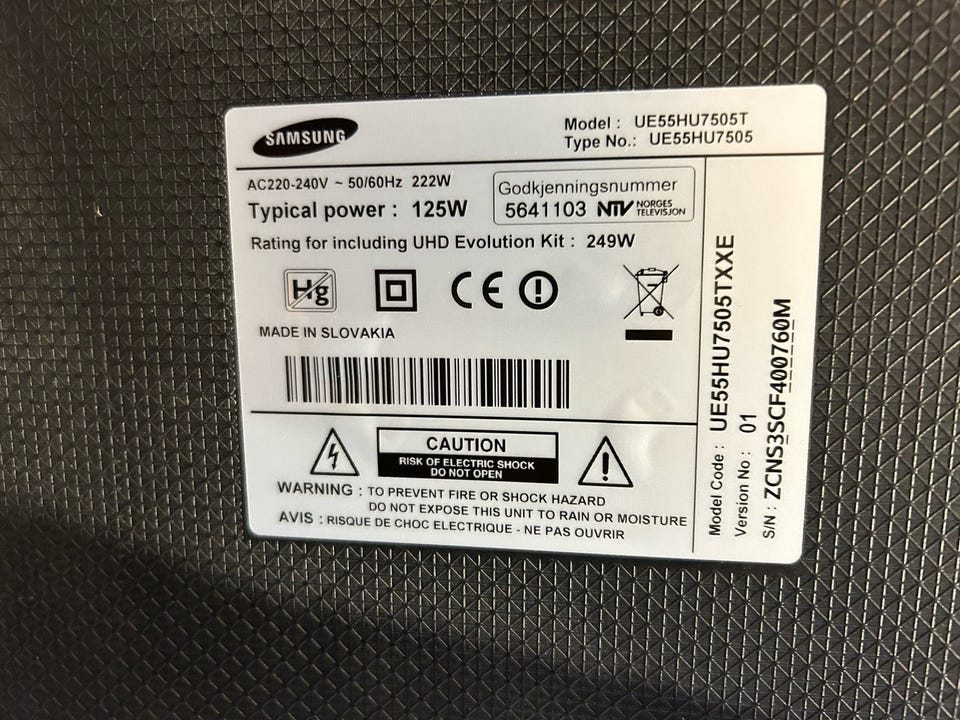 SAMSUNG
Model : UE55HU7505T
Type No.: UE55HU7505
AC220-240V ~ 50/60Hz 222W
Typical power : 125W
Godkjenningsnummer
5641103 NTV NORGES TELEVISJON
Rating for including UHD Evolution Kit : 249W
Hg
CE
MADE IN SLOVAKIA
CAUTION
RISK OF ELECTRIC SHOCK
DO NOT OPEN
WARNING : TO PREVENT FIRE OR SHOCK HAZARD
DO NOT EXPOSE THIS UNIT TO RAIN OR MOISTURE
AVIS : RISQUE DE CHOC ELECTRIQUE - NE PAS OUVRIR
Model Code : UE55HU7505TXXE
Version No : 01
S/N : ZCNS3SCF400760M